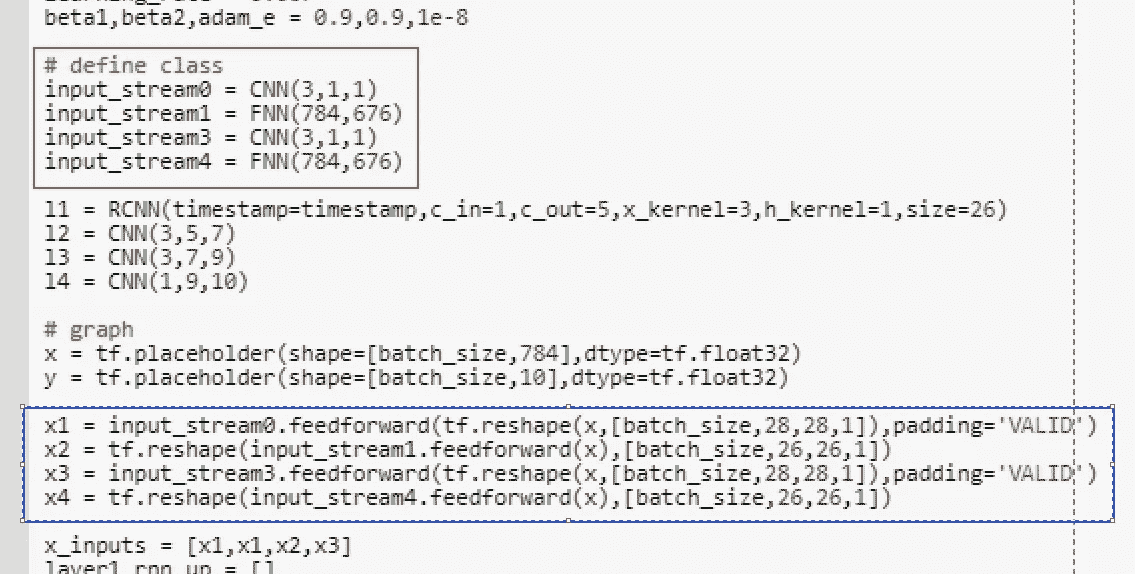 beta1,beta2,adam_e = 0.9,0.9,1e-8
# define class
input_stream0 = CNN(3,1,1)
input_stream1 = FNN(784,676)
input_stream3 = CNN(3,1,1)
input_stream4 = FNN(784,676)
l1 = RCNN(timestamp=timestamp,c_in=1,c_out=5,x_kernel=3,h_kernel=1,size=26)
l2 = CNN(3,5,7)
l3 = CNN(3,7,9)
l4 = CNN(1,9,10)
# graph
x = tf.placeholder(shape=[batch_size,784],dtype=tf.float32)
y = tf.placeholder(shape=[batch_size,10],dtype=tf.float32)
x1 = input_stream0.feedforward(tf.reshape(x,[batch_size,28,28,1]),padding='VALID')
x2 = tf.reshape(input_stream1.feedforward(x),[batch_size,26,26,1])
x3 = input_stream3.feedforward(tf.reshape(x,[batch_size,28,28,1]),padding='VALID')
x4 = tf.reshape(input_stream4.feedforward(x),[batch_size,26,26,1])
x_inputs = [x1,x1,x2,x3]
layer1_rnn_up = []